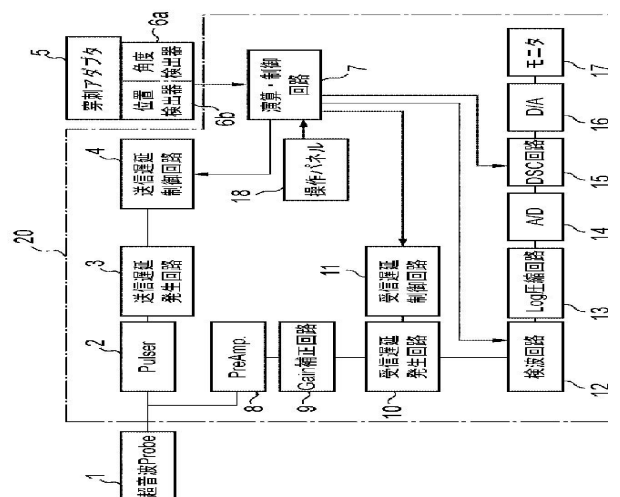 20
1
超音波Probe
2
Pulser
3
送信遅延
発生回路
4
送信遅延
制御回路
5
穿刺アダプタ
位置
検出器
角度
検出器
6a
6b
演算・制御
回路
7
操作パネル
18
PreAmp.
8
Gain補正回路
9
受信遅延
発生回路
10
受信遅延
制御回路
11
検波回路
12
Log圧縮回路
13
A/D
14
DSC回路
15
D/A
16
モニタ
17